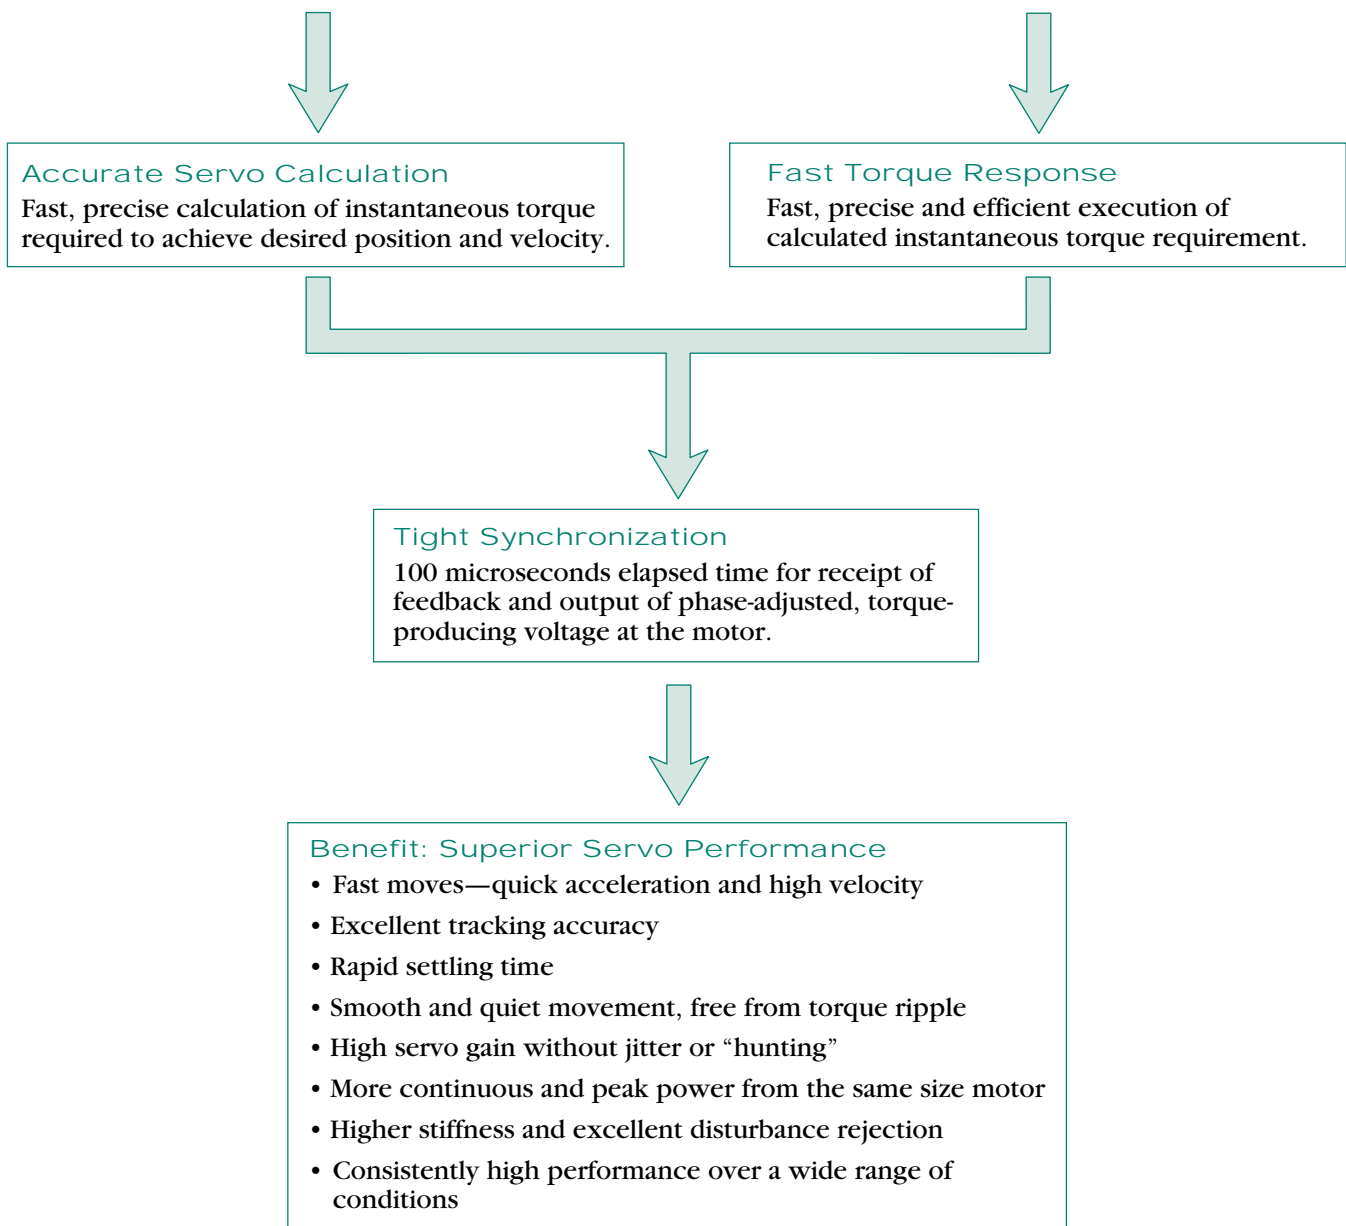 Accurate Servo Calculation
Fast, precise calculation of instantaneous torque
required to achieve desired position and velocity.
Fast Torque Response
Fast, precise and efficient execution of
calculated instantaneous torque requirement.
Tight Synchronization
100 microseconds elapsed time for receipt of
feedback and output of phase-adjusted, torque-
producing voltage at the motor.
Benefit: Superior Servo Performance
• Fast moves—quick acceleration and high velocity
• Excellent tracking accuracy
• Rapid settling time
• Smooth and quiet movement, free from torque ripple
• High servo gain without jitter or “hunting”
• More continuous and peak power from the same size motor
• Higher stiffness and excellent disturbance rejection
• Consistently high performance over a wide range of
conditions